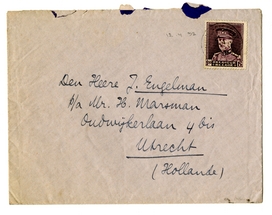 Den Heere J. Engelman
p/a Mr. H. Marsman
Oudwijkerlaan 4 bis
Utrecht
(Hollande)